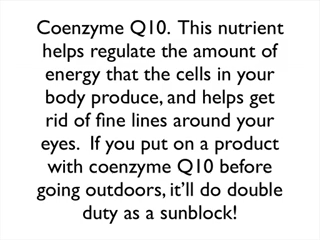 Coenzyme Q10.  This nutrient
helps regulate the amount of
energy that the cells in your
body produce, and helps get
rid of fine lines around your
eyes.  If you put on a product
with coenzyme Q10 before
going outdoors, it'll do double
duty as a sunblock!